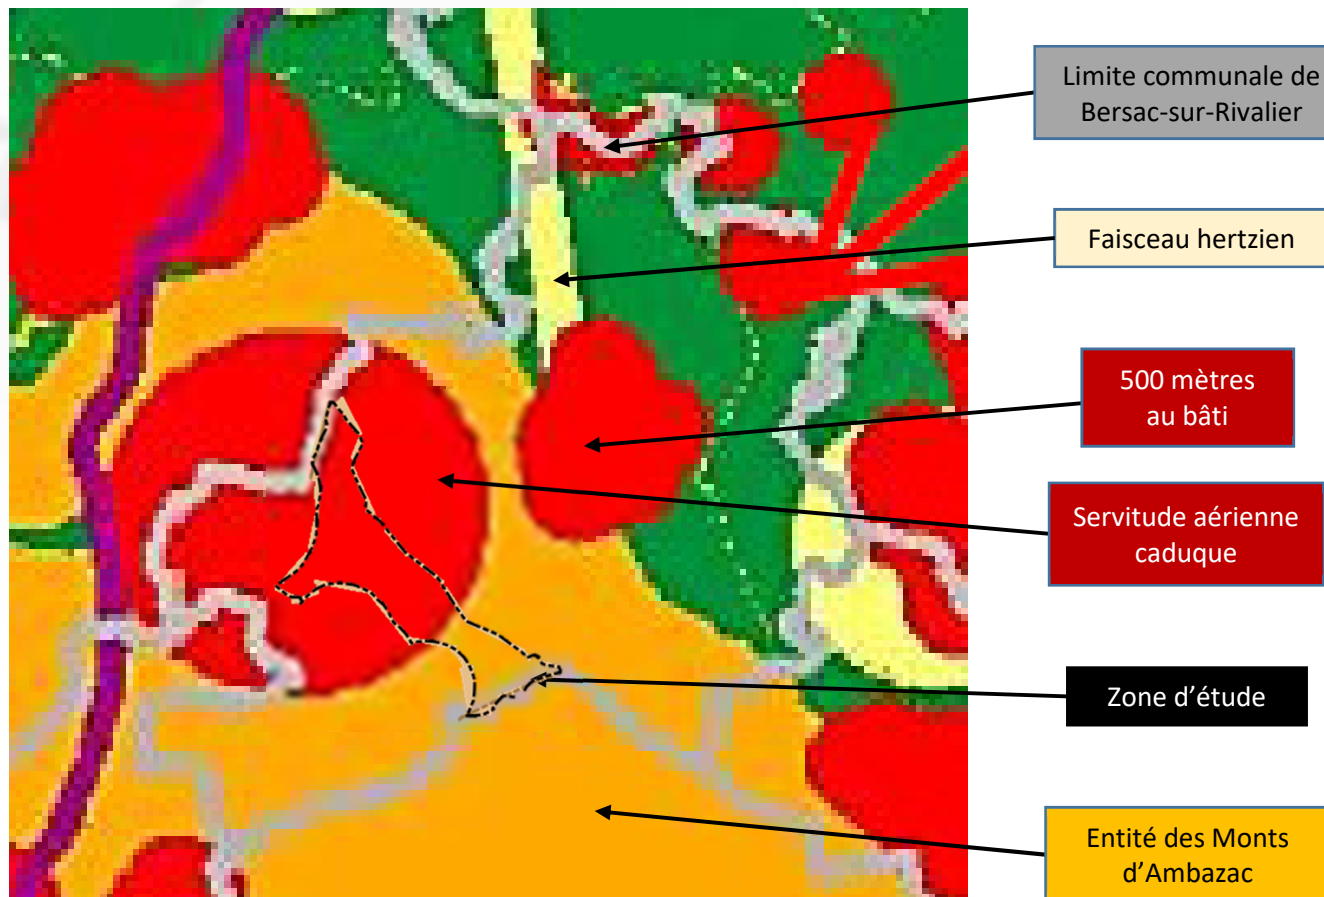 Limite communale de
Bersac-sur-Rivalier
Faisceau hertzien
500 mètres
au bâti
Servitude aérienne
caduque
Zone d'étude
Entité des Monts
d'Ambazac